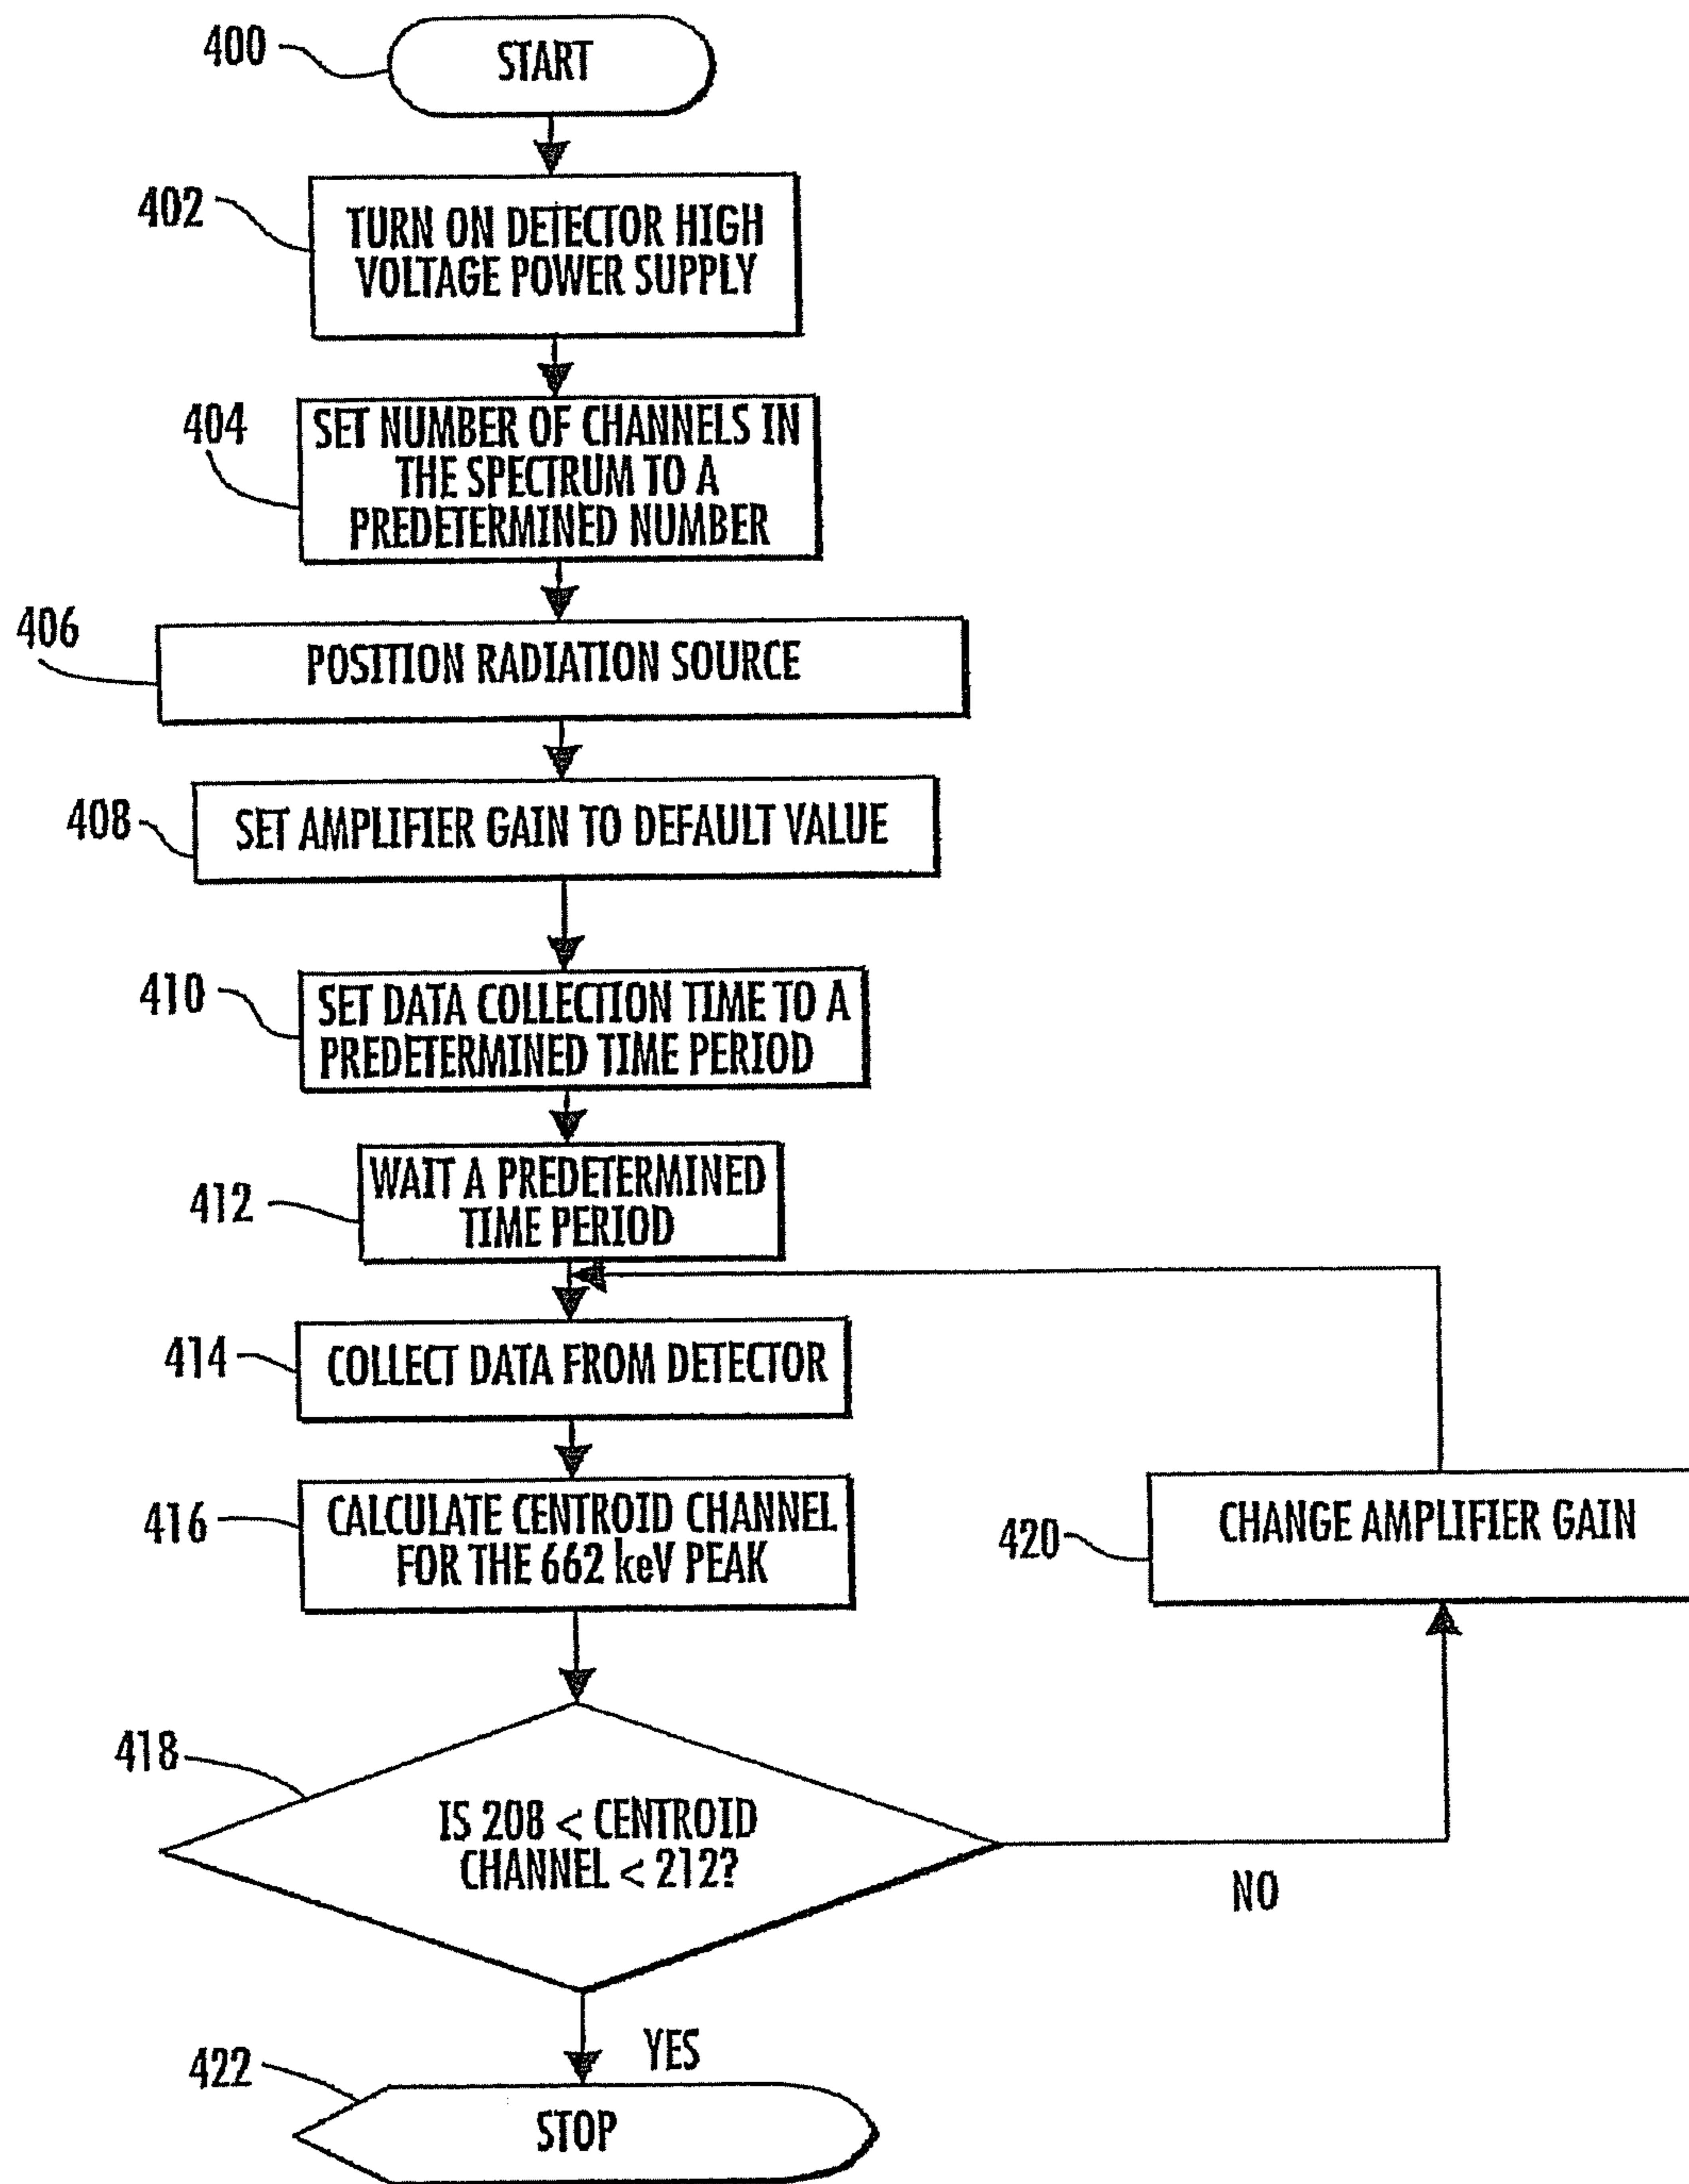 400
START
402
TURN ON DETECTOR HIGH
VOLTAGE POWER SUPPLY
404
SET NUMBER OF CHANNELS IN
THE SPECTRUM TO A
PREDETERMINED NUMBER
406
POSITION RADIATION SOURCE
408
SET AMPLIFIER GAIN TO DEFAULT VALUE
410
SET DATA COLLECTION TIME TO A
PREDETERMINED TIME PERIOD
412
WAIT A PREDETERMINED
TIME PERIOD
414
COLLECT DATA FROM DETECTOR
416
CALCULATE CENTROID CHANNEL
FOR THE 662 keV PEAK
420
CHANGE AMPLIFIER GAIN
418
IS 208 < CENTROID
CHANNEL < 212?
NO
YES
422
STOP